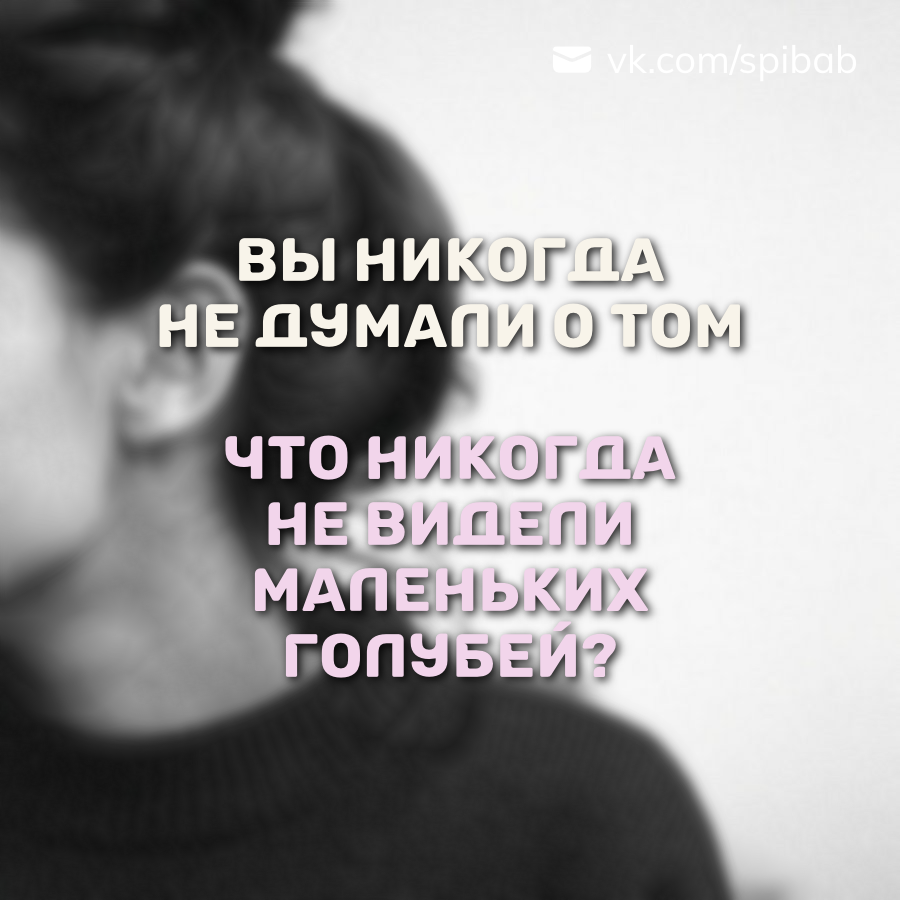 vk.com/spibab
ВЫ НИКОГДА
НЕ ДУМАЛИ О ТОМ
ЧТО НИКОГДА
НЕ ВИДЕЛИ
МАЛЕНЬКИХ
ГОЛУБЕЙ?